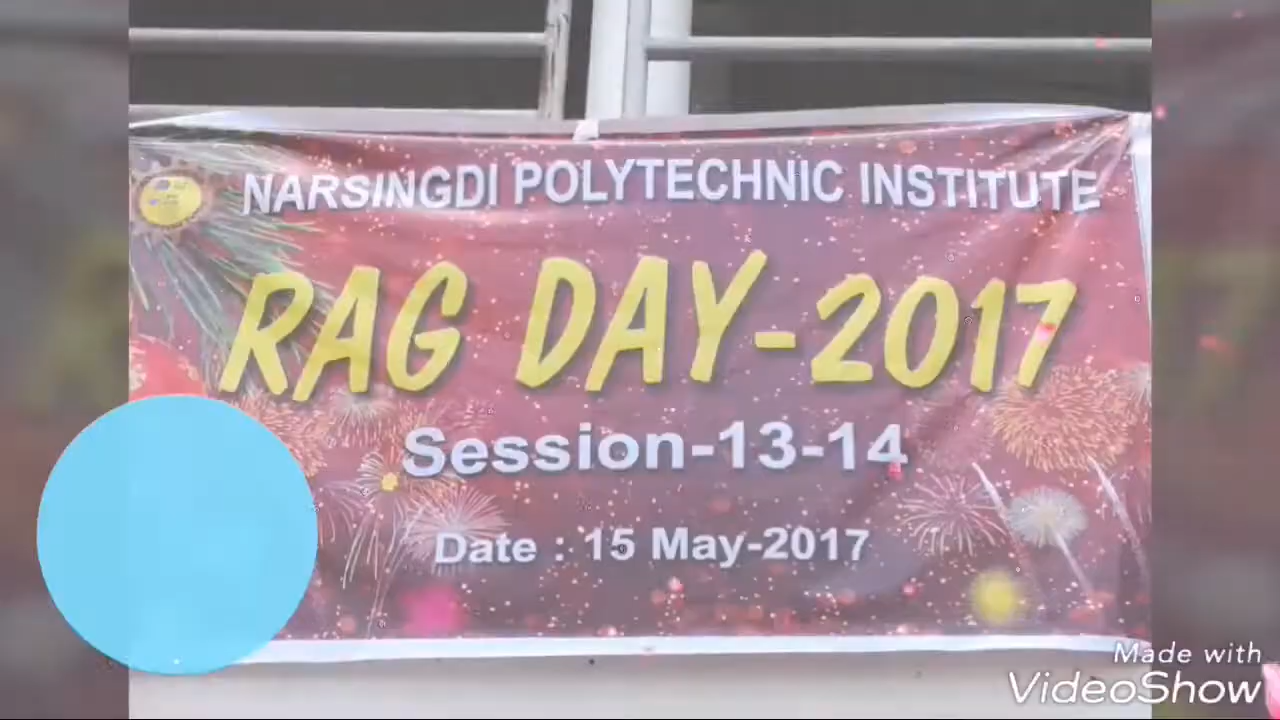 NARSINGDI POLYTECHNIC INSTITUTE
RAG DAY-2017
Session-13-14
Date : 15 May-2017
Made with
VideoShow